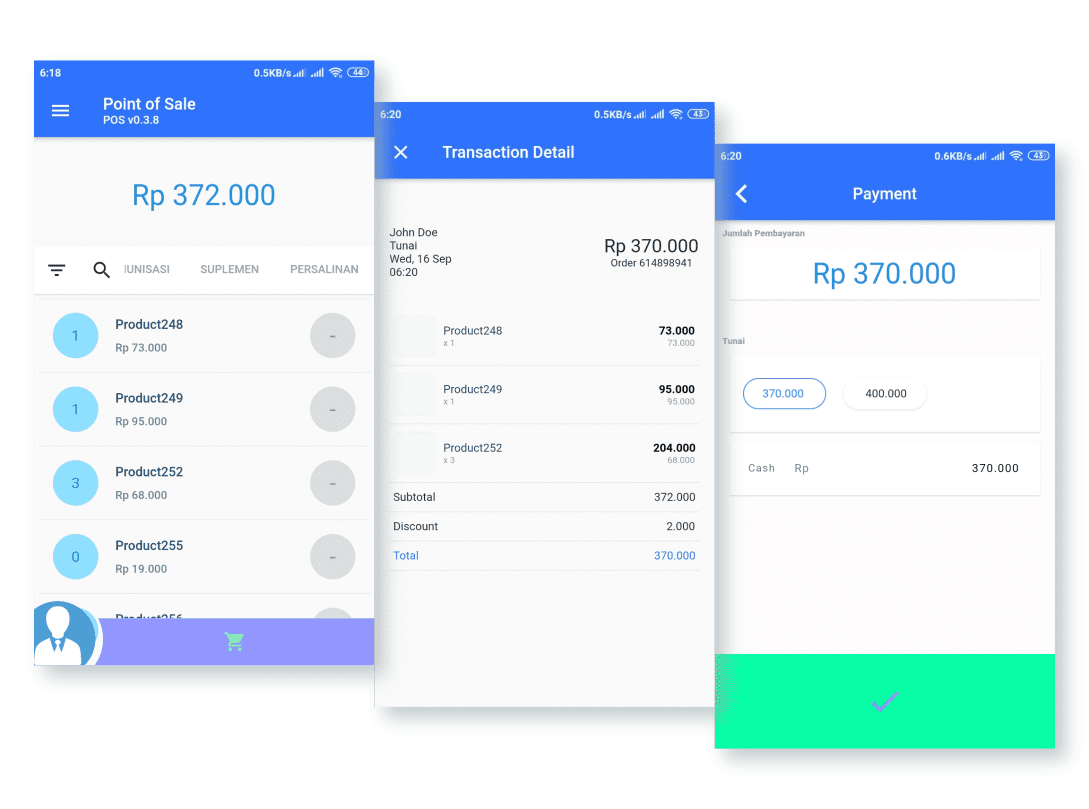 6:18 0.5KB/s 44
Point of Sale
POS v0.3.8
Rp 372.000
IUNISASI SUPLEMEN PERSALINAN
1 Product248 -
Rp 73.000
1 Product249 -
Rp 95.000
3 Product252 -
Rp 68.000
0 Product255 -
Rp 19.000
Product256
6:20 0.5KB/s 43
Transaction Detail
John Doe
Tunai
Wed, 16 Sep
06:20
Rp 370.000
Order 614898941
Product248 73.000
x 1 73.000
Product249 95.000
x 1 95.000
Product252 204.000
x 3 68.000
Subtotal 372.000
Discount 2.000
Total 370.000
6:20 0.6KB/s 43
Payment
Jumlah Pembayaran
Rp 370.000
Tunai
370.000 400.000
Cash Rp 370.000